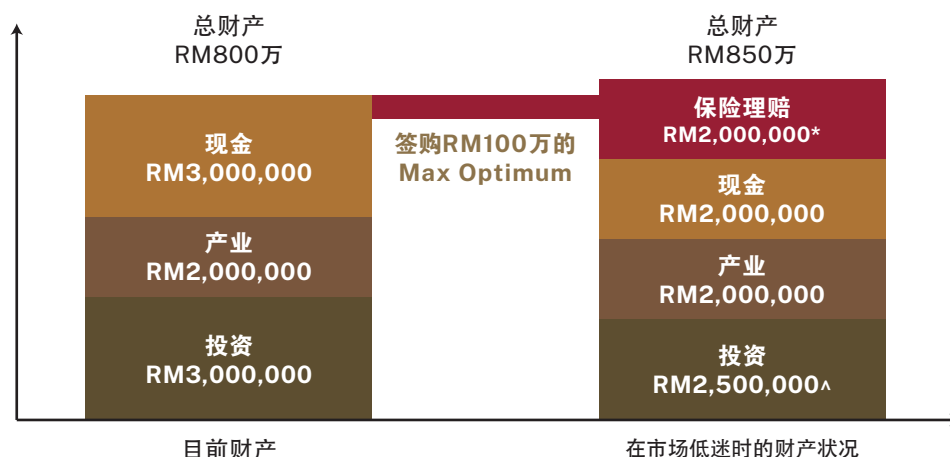 总财产
RM800万
现金
RM3,000,000
产业
RM2,000,000
投资
RM3,000,000
目前财产
签购RM100万的
Max Optimum
总财产
RM850万
保险理赔
RM2,000,000*
现金
RM2,000,000
产业
RM2,000,000
投资
RM2,500,000^
在市场低迷时的财产状况